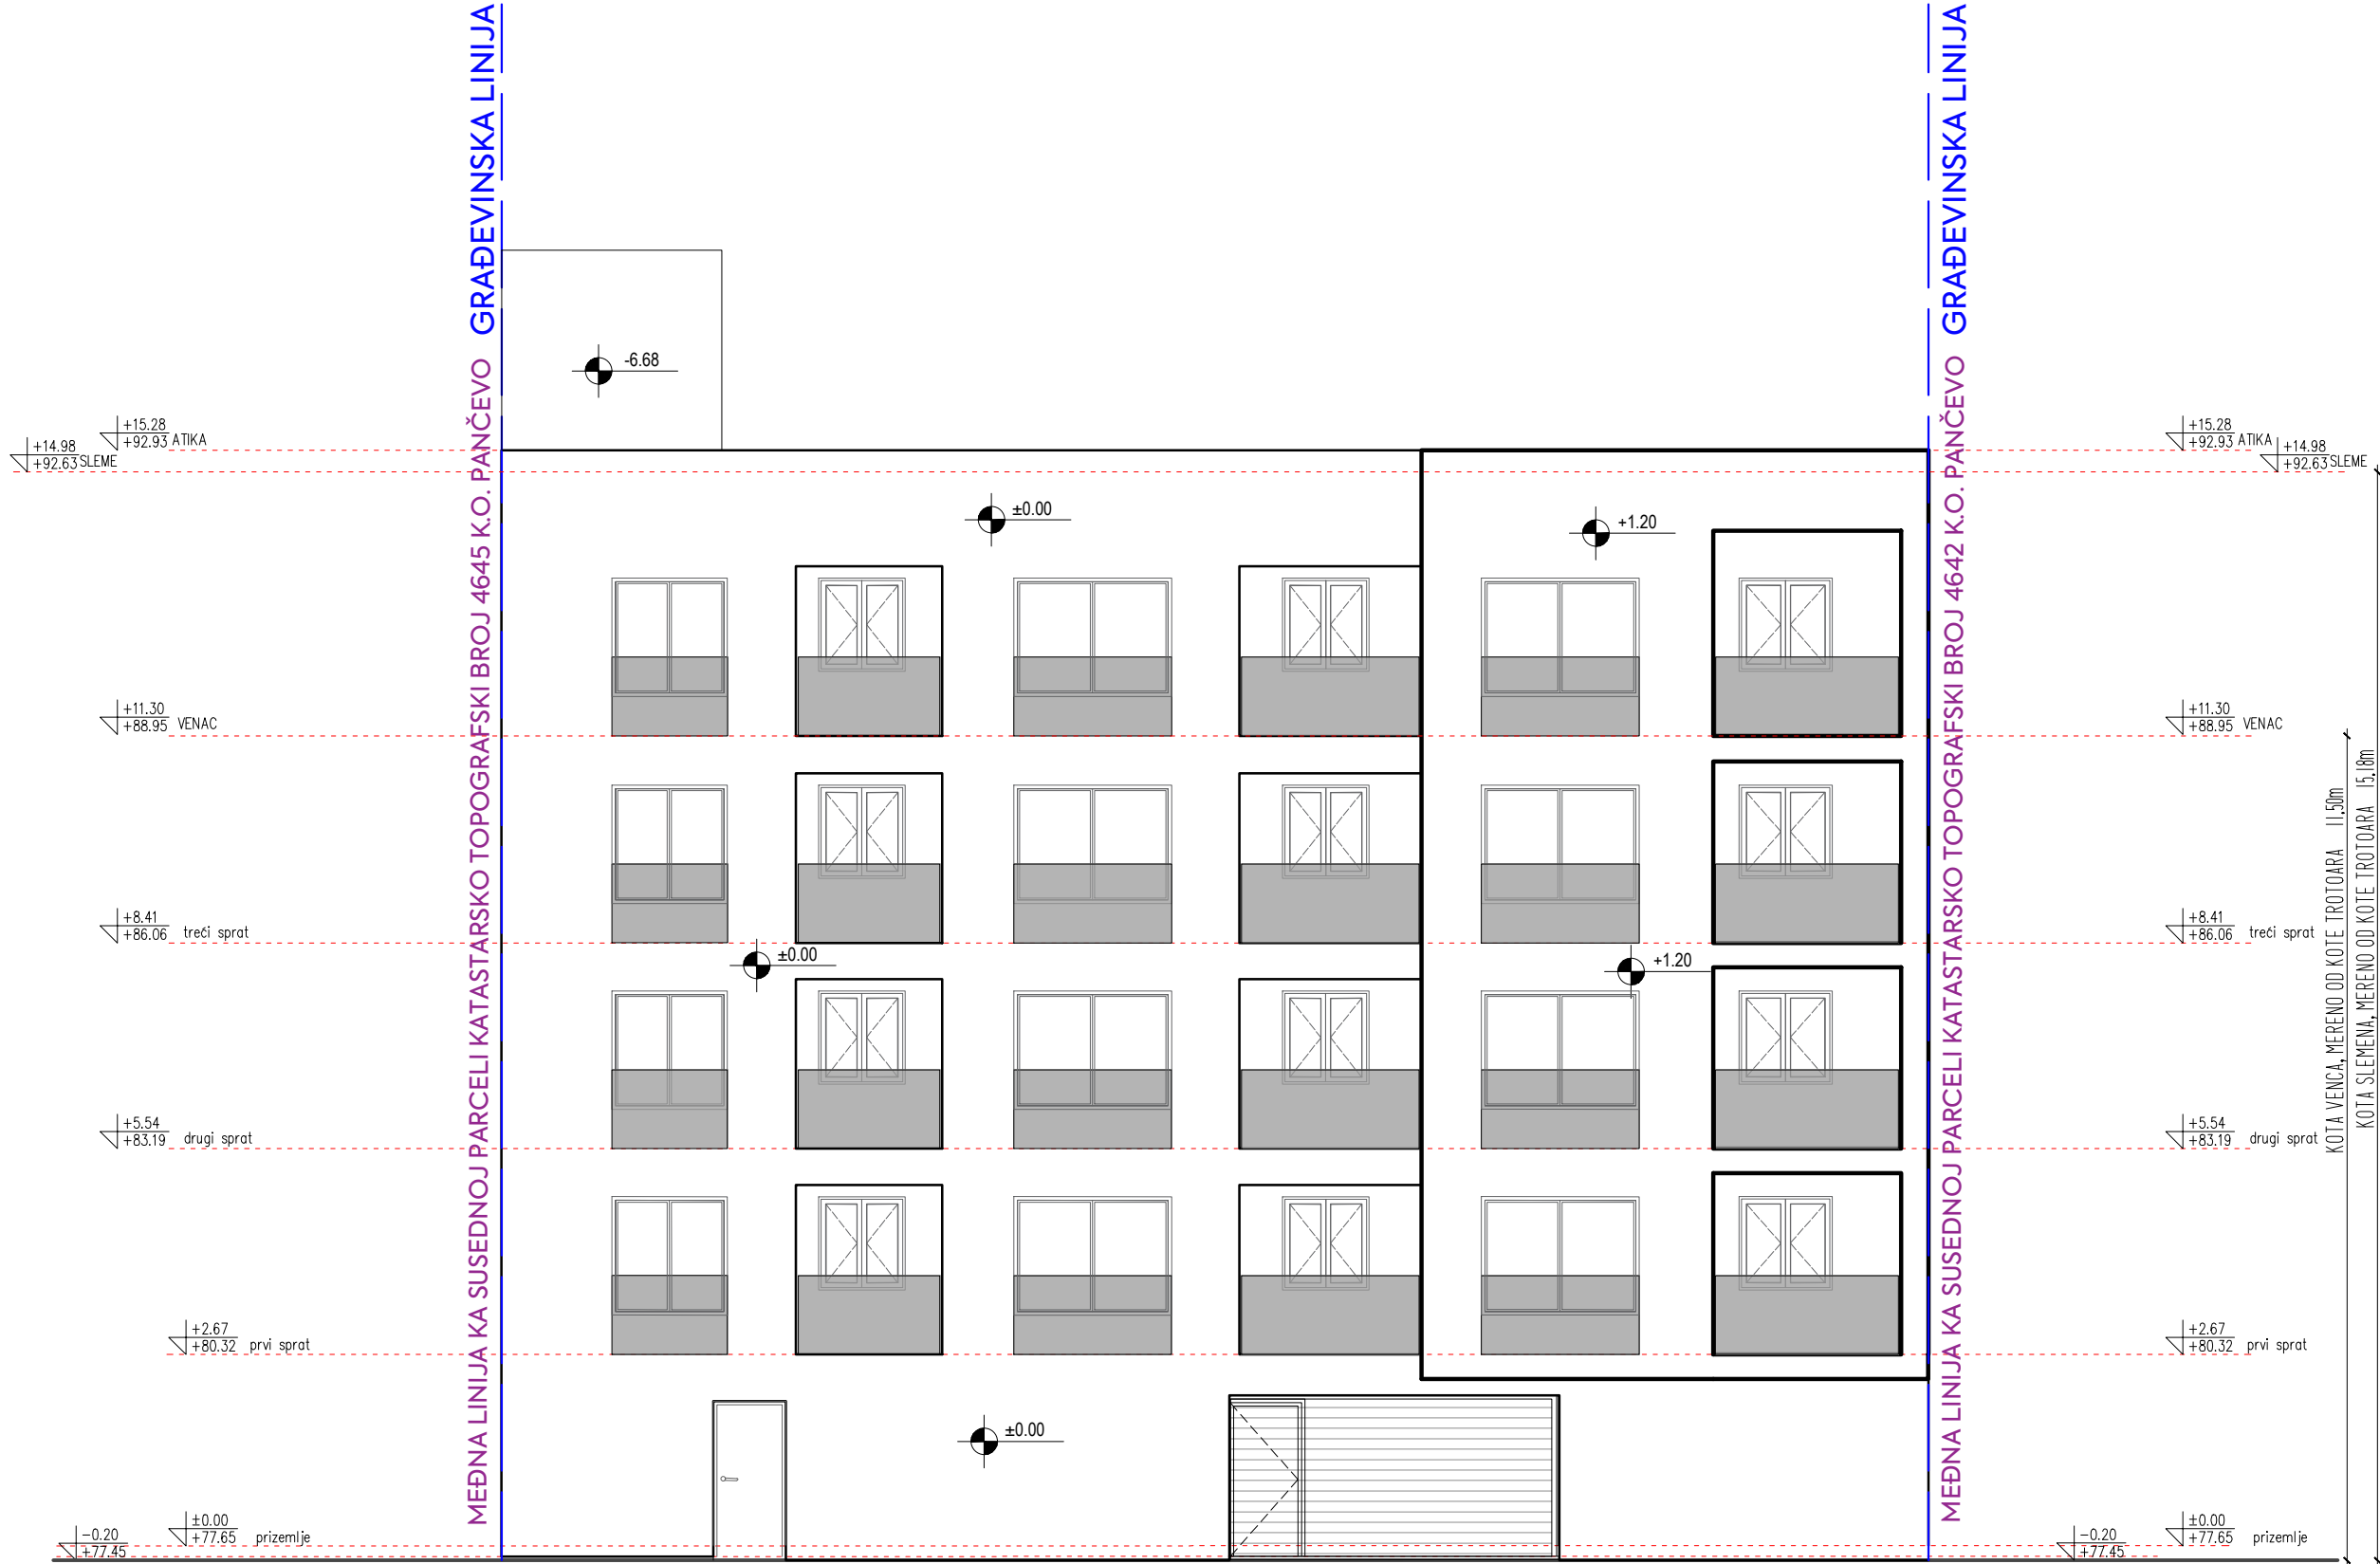 GRAĐEVINSKA LINIJA
MEĐNA LINIJA KA SUSEDNOJ PARCELI KATASTARSKO TOPOGRAFSKI BROJ 4645 K.O. PANČEVO
GRAĐEVINSKA LINIJA
MEĐNA LINIJA KA SUSEDNOJ PARCELI KATASTARSKO TOPOGRAFSKI BROJ 4642 K.O. PANČEVO
-6.68
+15.28
+92.93 ATIKA
+14.98
+92.63 SLEME
+15.28
+92.93 ATIKA
+14.98
+92.63 SLEME
±0.00
+1.20
+11.30
+88.95 VENAC
+11.30
+88.95 VENAC
+8.41
+86.06 treći sprat
+8.41
+86.06 treći sprat
±0.00
+1.20
+5.54
+83.19 drugi sprat
+5.54
+83.19 drugi sprat
+2.67
+80.32 prvi sprat
+2.67
+80.32 prvi sprat
±0.00
±0.00
+77.65 prizemlje
-0.20
+77.45
±0.00
+77.65 prizemlje
-0.20
+77.45
KOTA VENCA, MERENO OD KOTE TROTOARA 11,50m
KOTA SLEMENA, MERENO OD KOTE TROTOARA 15.18m